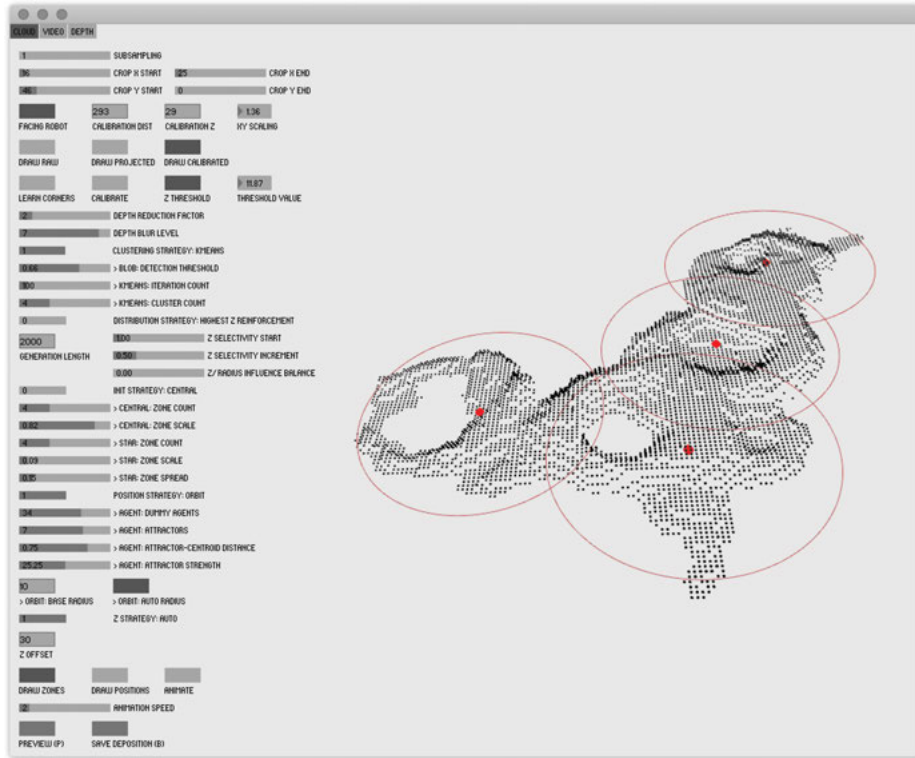 CLOUD VIDEO DEPTH
1 SUBSAMPLING
16 CROP X START 25 CROP X END
46 CROP Y START 0 CROP Y END
293 29 1.36
FACING ROBOT CALIBRATION DIST CALIBRATION Z XY SCALING
DRAW RAW DRAW PROJECTED DRAW CALIBRATED
11.87
LEARN CORNERS CALIBRATE Z THRESHOLD THRESHOLD VALUE
2 DEPTH REDUCTION FACTOR
7 DEPTH BLUR LEVEL
1 CLUSTERING STRATEGY: KMEANS
0.66 > BLOB: DETECTION THRESHOLD
100 > KMEANS: ITERATION COUNT
4 > KMEANS: CLUSTER COUNT
0 DISTRIBUTION STRATEGY: HIGHEST Z REINFORCEMENT
2000 1.00 Z SELECTIVITY START
GENERATION LENGTH 0.50 Z SELECTIVITY INCREMENT
0.00 Z/ RADIUS INFLUENCE BALANCE
0 INIT STRATEGY: CENTRAL
4 > CENTRAL: ZONE COUNT
0.82 > CENTRAL: ZONE SCALE
4 > STAR: ZONE COUNT
0.09 > STAR: ZONE SCALE
0.15 > STAR: ZONE SPREAD
1 POSITION STRATEGY: ORBIT
34 > AGENT: DUMMY AGENTS
7 > AGENT: ATTRACTORS
0.75 > AGENT: ATTRACTOR-CENTROID DISTANCE
25.25 > AGENT: ATTRACTOR STRENGTH
10
> ORBIT: BASE RADIUS > ORBIT: AUTO RADIUS
1 Z STRATEGY: AUTO
30
Z OFFSET
DRAW ZONES DRAW POSITIONS ANIMATE
2 ANIMATION SPEED
PREVIEW (P) SAVE DEPOSITION (B)